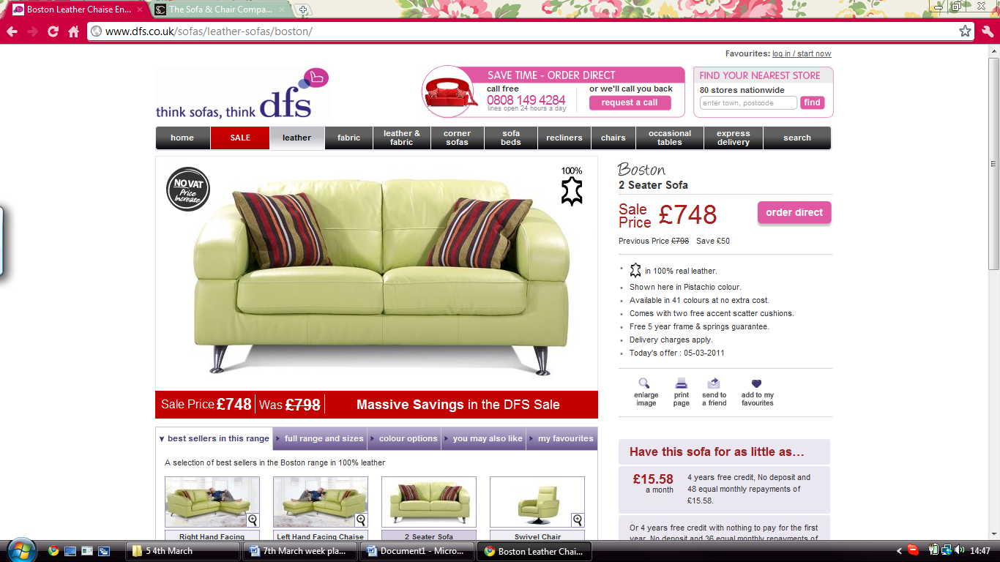 Boston Leather Chaise En...
The Sofa & Chair Compa...
www.dfs.co.uk/sofas/leather-sofas/boston/
Favourites: log in / start now
think sofas, think dfs
SAVE TIME - ORDER DIRECT
call free
0808 149 4284
lines open 24 hours a day
or we'll call you back
request a call
FIND YOUR NEAREST STORE
80 stores nationwide
enter town, postcode
find
home
SALE
leather
fabric
leather &
fabric
corner
sofas
sofa
beds
recliners
chairs
occasional
tables
express
delivery
search
NO VAT
Price
Increase
100%
Boston
2 Seater Sofa
Sale
Price
£748
order direct
Previous Price £798 Save £50
in 100% real leather.
Shown here in Pistachio colour.
Available in 41 colours at no extra cost.
Comes with two free accent scatter cushions.
Free 5 year frame & springs guarantee.
Delivery charges apply.
Today's offer : 05-03-2011
enlarge
image
print
page
send to
a friend
add to my
favourites
Sale Price £748 Was £798 Massive Savings in the DFS Sale
best sellers in this range
full range and sizes
colour options
you may also like
my favourites
A selection of best sellers in the Boston range in 100% leather
Right Hand Facing
Left Hand Facing Chaise
2 Seater Sofa
Swivel Chair
Have this sofa for as little as...
£15.58
a month
4 years free credit, No deposit and
48 equal monthly repayments of
£15.58.
Or 4 years free credit with nothing to pay for the first
year. No deposit and 36 equal monthly repayments of
5 4th March
7th March week pla...
Document1 - Micro...
Boston Leather Chai...
14:47